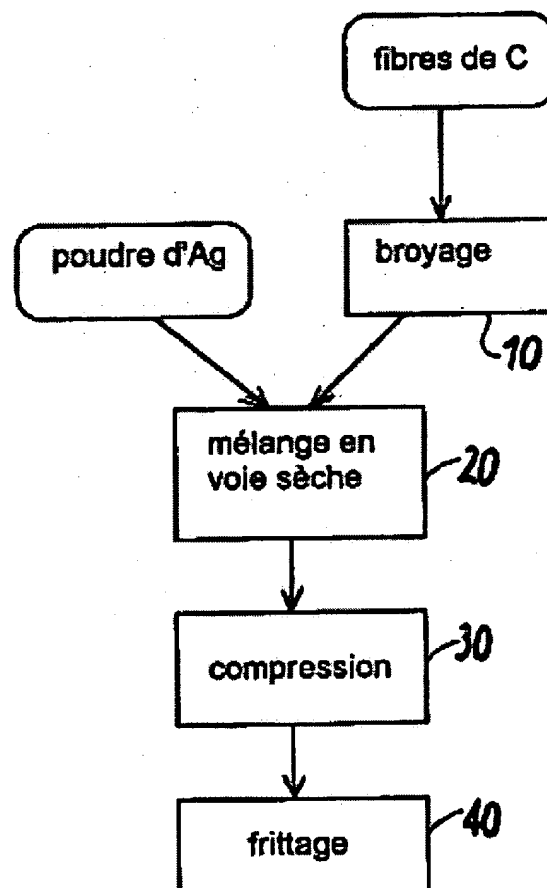 fibres de C
poudre d'Ag
broyage
10
mélange en
voie sèche
20
compression
30
frittage
40